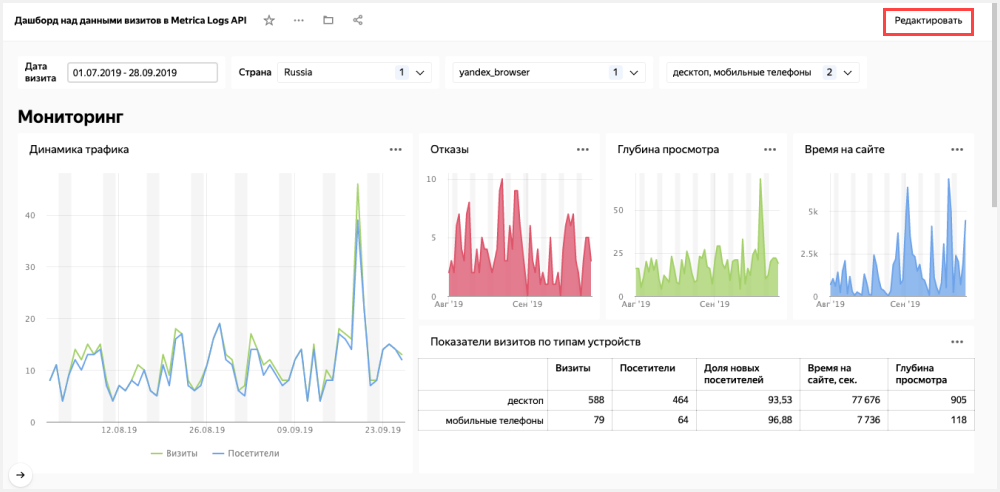 Дашборд над данными визитов в Metrica Logs API
Редактировать
Дата визита
01.07.2019 - 28.09.2019
Страна
Russia 1
yandex_browser 1
десктоп, мобильные телефоны 2
Мониторинг
Динамика трафика
40
30
20
10
0
12.08.19 26.08.19 09.09.19 23.09.19
Визиты Посетители
Отказы
10
5
0
Авг '19 Сен '19
Глубина просмотра
50
25
0
Авг '19 Сен '19
Время на сайте
5k
2.5k
0
Авг '19 Сен '19
Показатели визитов по типам устройств
Визиты Посетители Доля новых посетителей Время на сайте, сек. Глубина просмотра
десктоп 588 464 93,53 77 676 905
мобильные телефоны 79 64 96,88 7 736 118